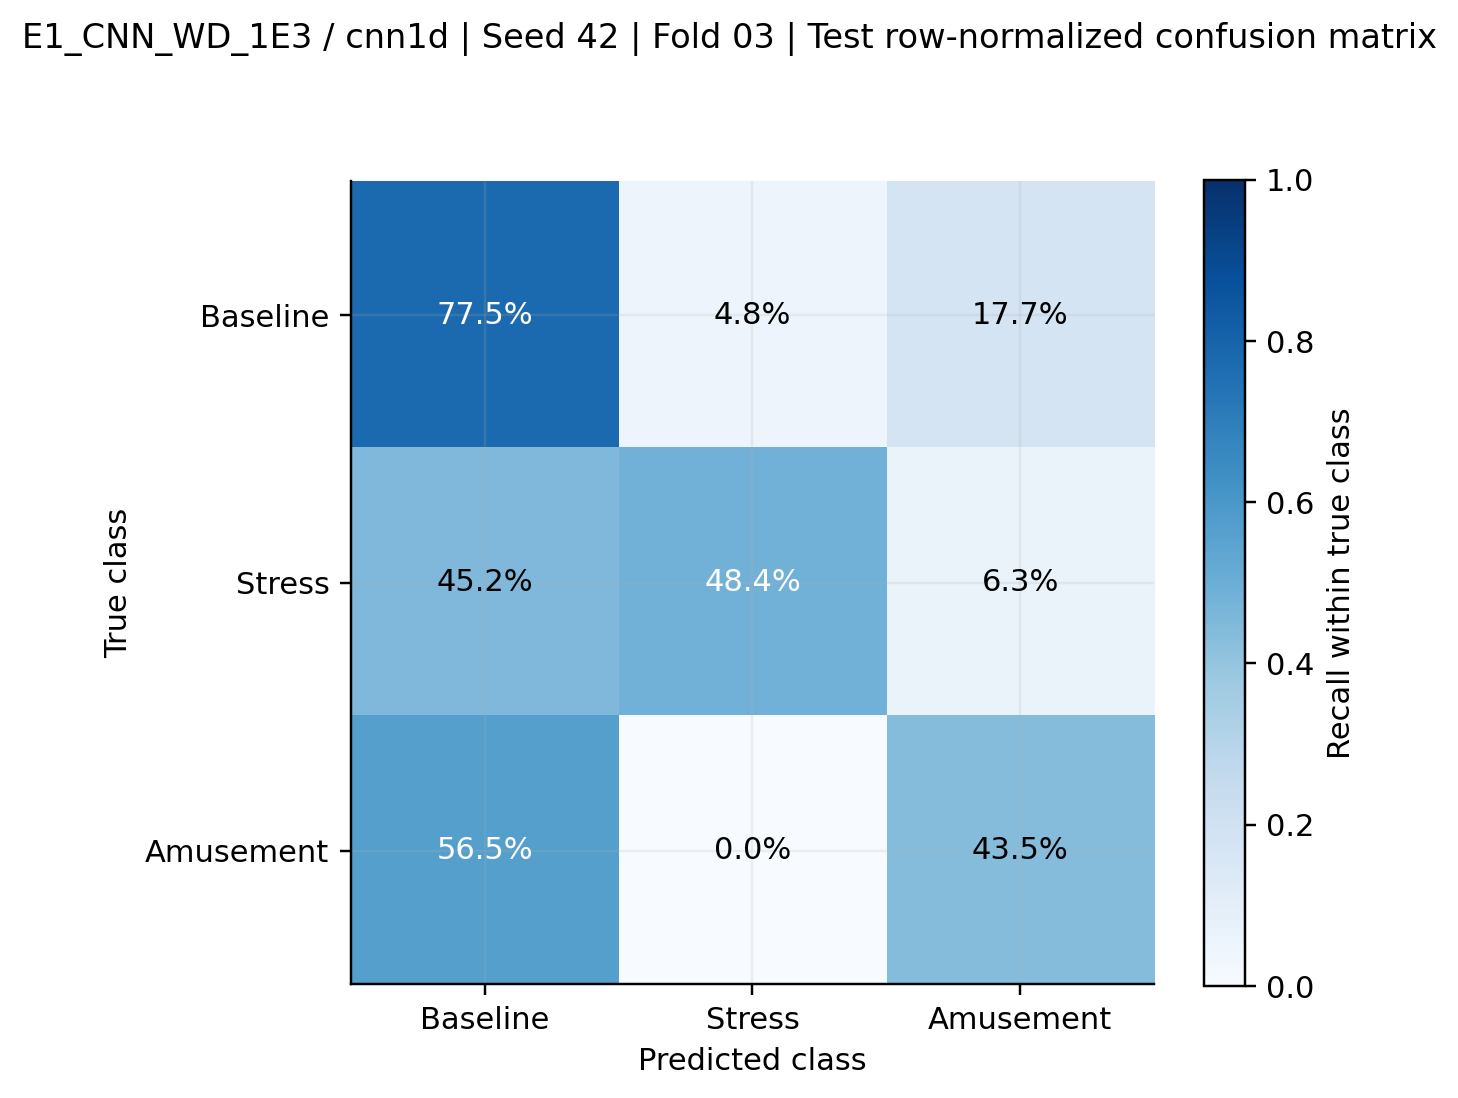 E1_CNN_WD_1E3 / cnn1d | Seed 42 | Fold 03 | Test row-normalized confusion matrix
True class
Baseline
77.5%
4.8%
17.7%
Stress
45.2%
48.4%
6.3%
Amusement
56.5%
0.0%
43.5%
Baseline
Stress
Amusement
Predicted class
1.0
0.8
0.6
0.4
0.2
0.0
Recall within true class